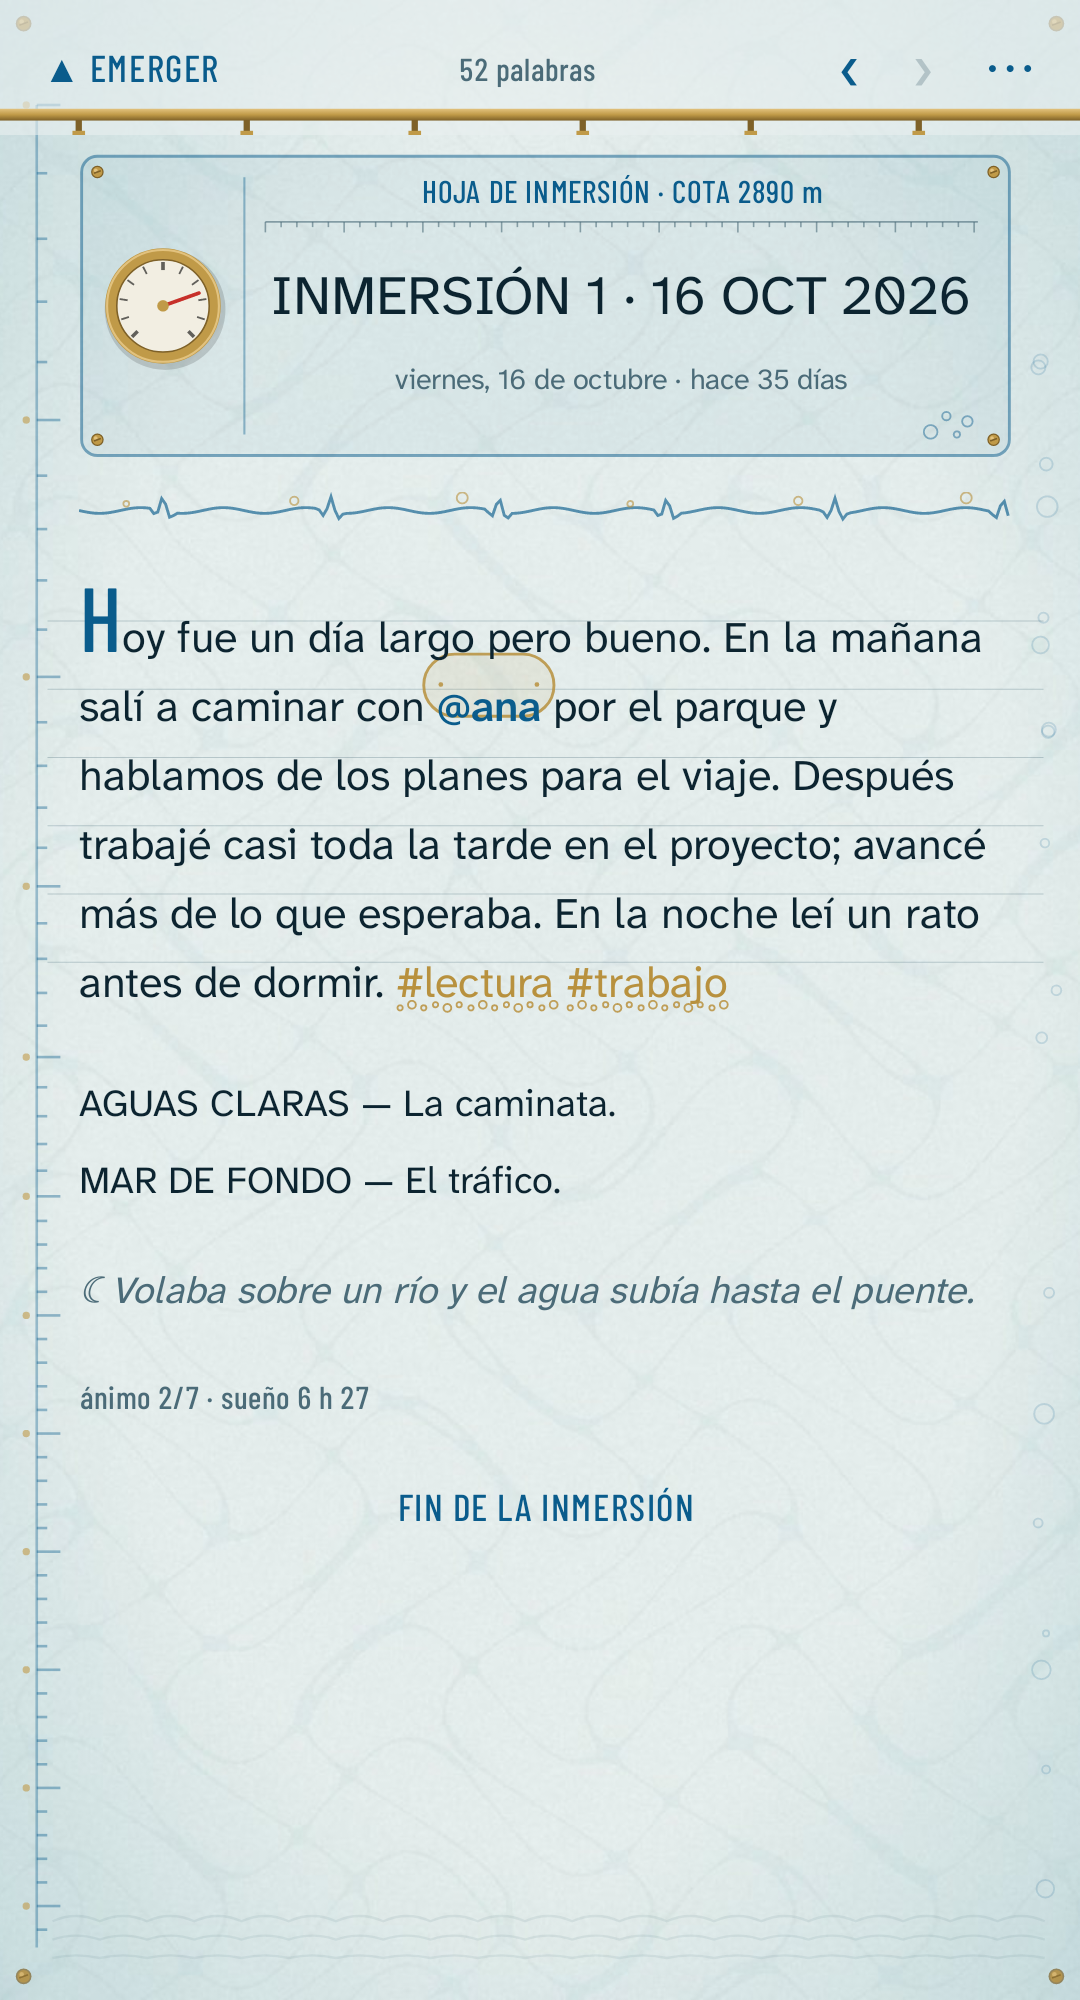 ▲ EMERGER
52 palabras
❮ ❯ •••
HOJA DE INMERSIÓN · COTA 2890 m
INMERSIÓN 1 · 16 OCT 2026
viernes, 16 de octubre · hace 35 días
Hoy fue un día largo pero bueno. En la mañana
salí a caminar con @ana por el parque y
hablamos de los planes para el viaje. Después
trabajé casi toda la tarde en el proyecto; avancé
más de lo que esperaba. En la noche leí un rato
antes de dormir. #lectura #trabajo
AGUAS CLARAS — La caminata.
MAR DE FONDO — El tráfico.
☾ Volaba sobre un río y el agua subía hasta el puente.
ánimo 2/7 · sueño 6 h 27
FIN DE LA INMERSIÓN